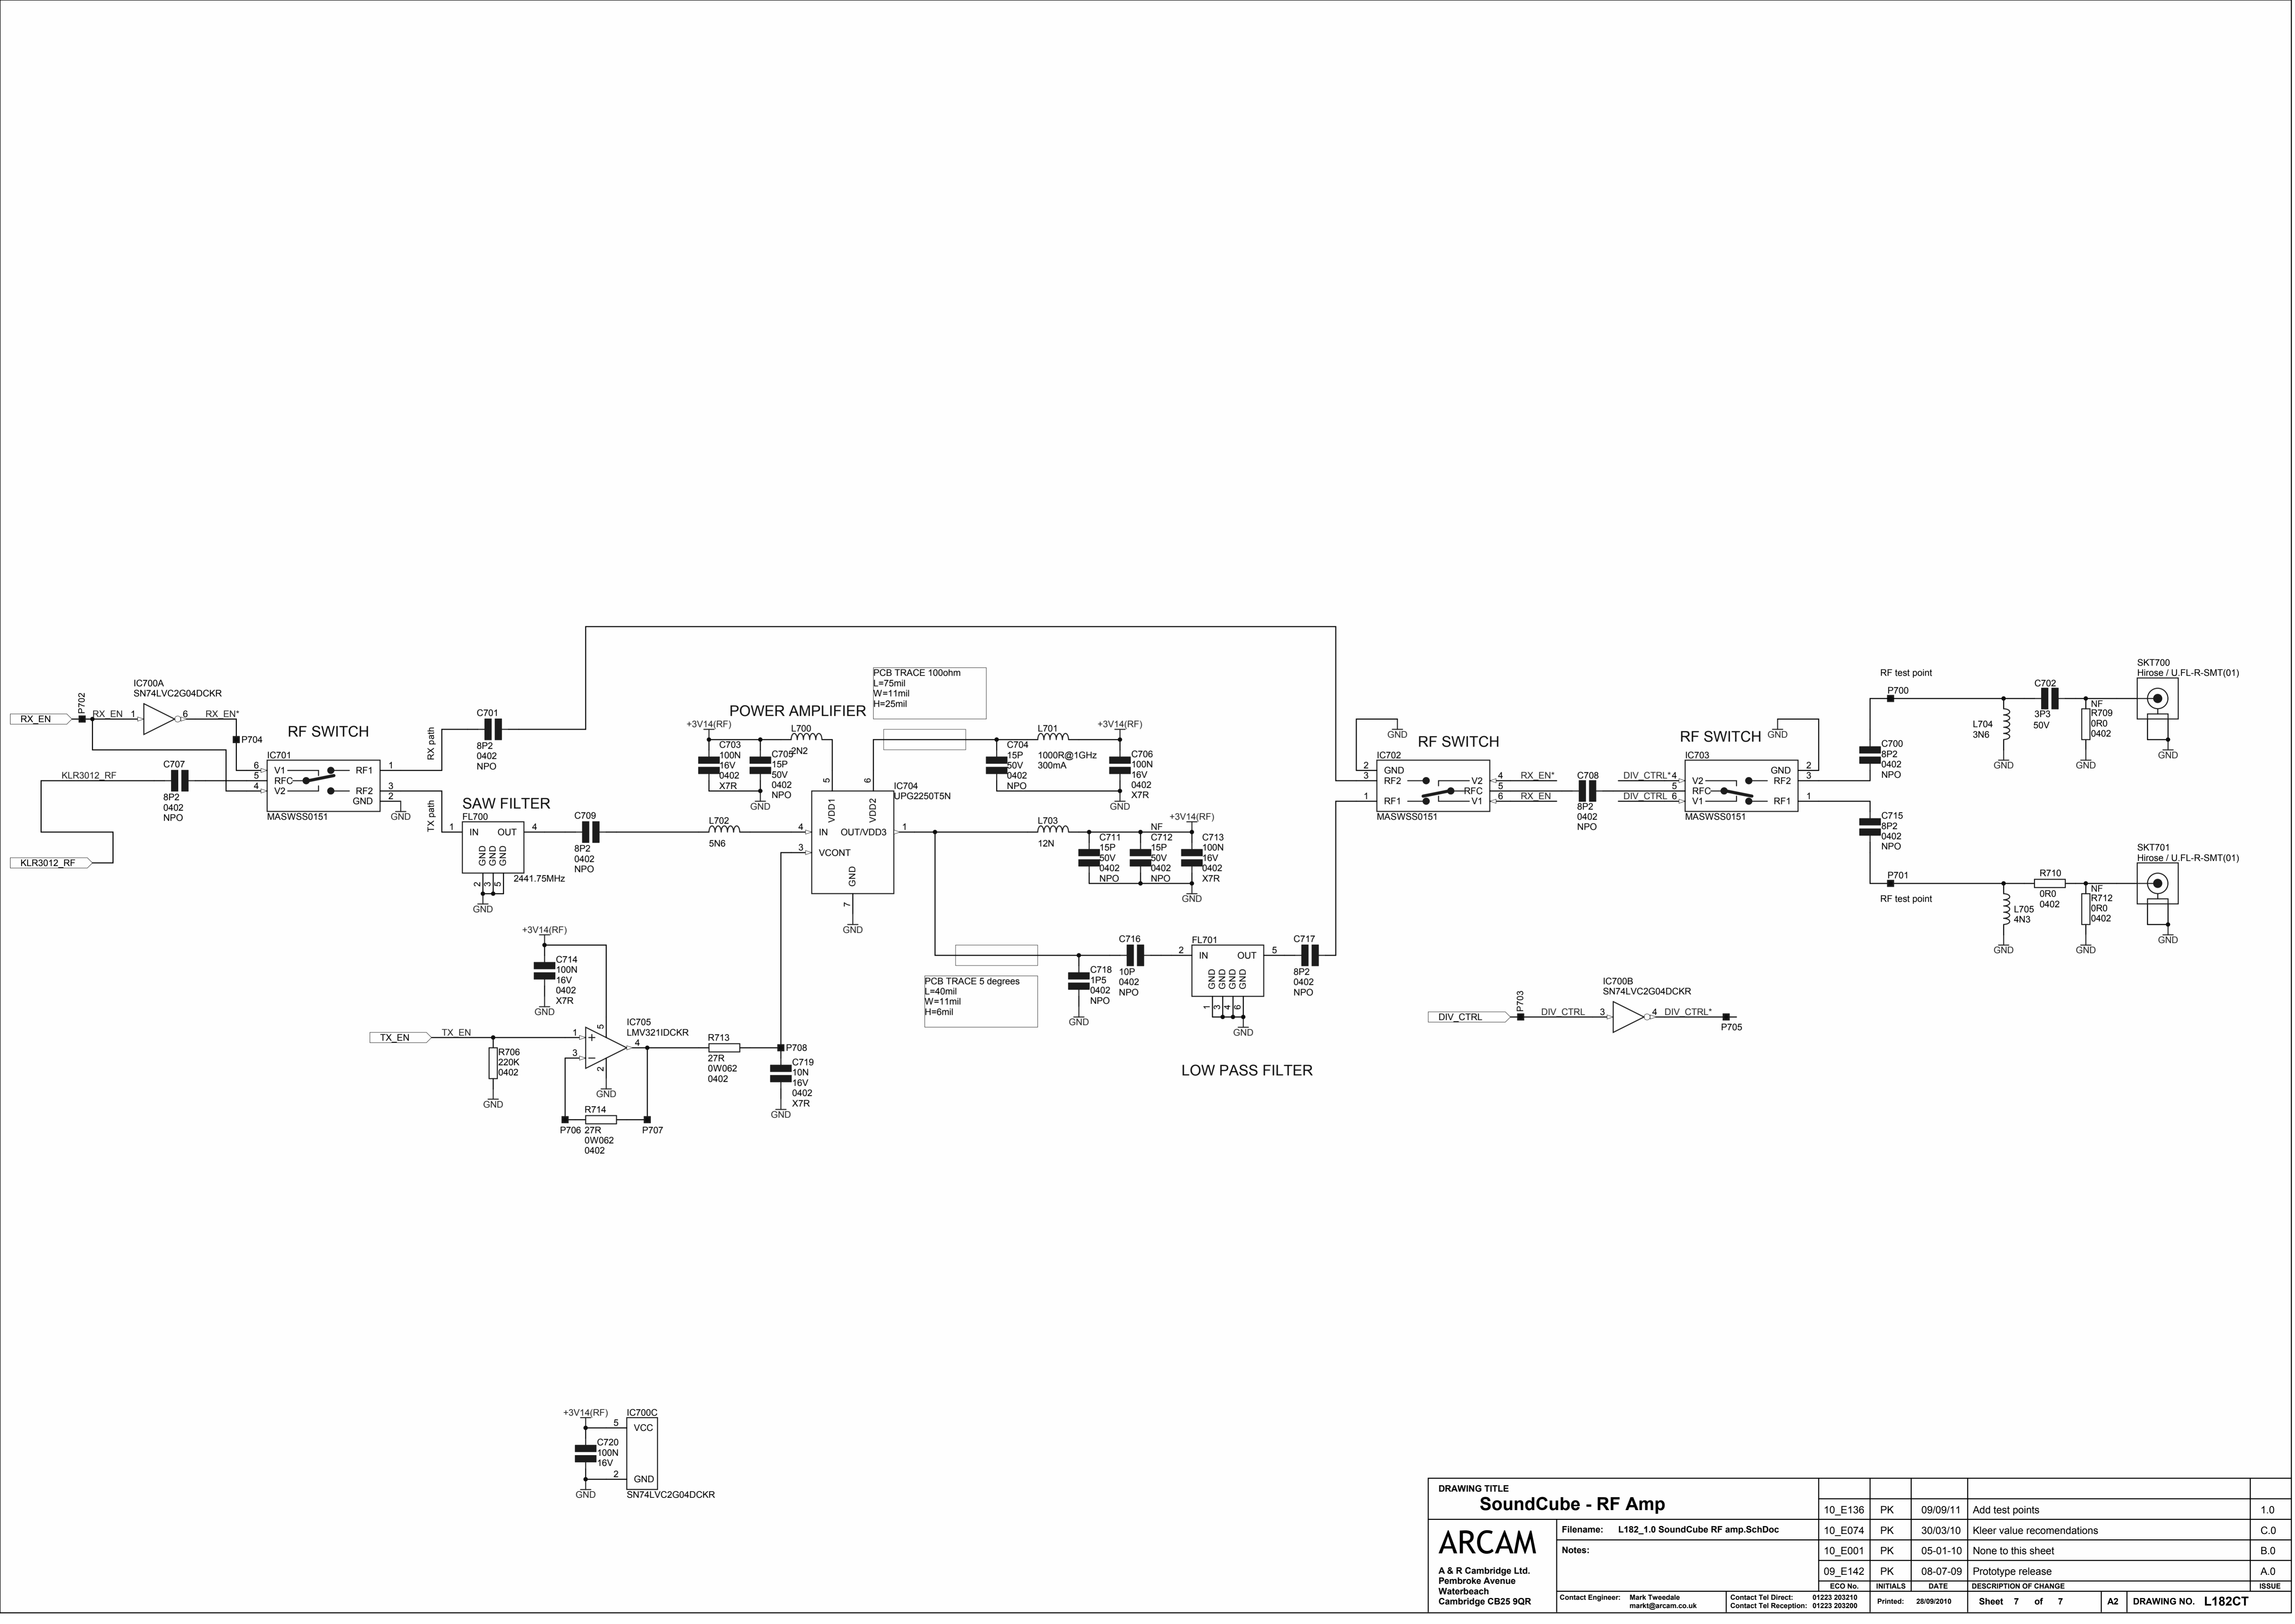 IC700A
SN74LVC2G04DCKR
RX_EN
P702
RX_EN
1
6
RX_EN*
P704
RF SWITCH
IC701
6
5
4
V1
RFC
V2
RF1
RF2
GND
1
3
2
GND
MASWSS0151
KLR3012_RF
C707
8P2
0402
NPO
KLR3012_RF
RX path
TX path
C701
8P2
0402
NPO
SAW FILTER
FL700
1
IN
OUT
4
GND
GND
GND
2
3
5
GND
2441.75MHz
C709
8P2
0402
NPO
POWER AMPLIFIER
PCB TRACE 100ohm
L=75mil
W=11mil
H=25mil
+3V14(RF)
C703
100N
16V
0402
X7R
C705
15P
50V
0402
NPO
GND
L700
2N2
5
6
L702
5N6
IC704
UPG2250T5N
VDD1
VDD2
4
IN
OUT/VDD3
1
3
VCONT
GND
7
GND
C704
15P
50V
0402
NPO
L701
1000R@1GHz
300mA
+3V14(RF)
C706
100N
16V
0402
X7R
GND
L703
12N
C711
15P
50V
0402
NPO
NF
C712
15P
50V
0402
NPO
+3V14(RF)
C713
100N
16V
0402
X7R
GND
PCB TRACE 5 degrees
L=40mil
W=11mil
H=6mil
C718
1P5
0402
NPO
GND
C716
10P
0402
NPO
FL701
2
IN
OUT
5
GND
GND
GND
GND
1
3
4
6
GND
C717
8P2
0402
NPO
LOW PASS FILTER
+3V14(RF)
C714
100N
16V
0402
X7R
GND
TX_EN
TX_EN
R706
220K
0402
GND
1
3
5
2
4
IC705
LMV321IDCKR
GND
R714
P706
27R
0W062
0402
P707
R713
27R
0W062
0402
P708
C719
10N
16V
0402
X7R
GND
GND
RF SWITCH
IC702
2
3
1
GND
RF2
RF1
V2
RFC
V1
4
5
6
MASWSS0151
RX_EN*
RX_EN
C708
8P2
0402
NPO
RF SWITCH
GND
IC703
DIV_CTRL*
4
5
DIV_CTRL
6
V2
RFC
V1
GND
RF2
RF1
2
3
1
MASWSS0151
RF test point
P700
C700
8P2
0402
NPO
L704
3N6
GND
C702
3P3
50V
NF
R709
0R0
0402
GND
SKT700
Hirose / U.FL-R-SMT(01)
GND
C715
8P2
0402
NPO
P701
RF test point
L705
4N3
GND
R710
0R0
0402
NF
R712
0R0
0402
GND
SKT701
Hirose / U.FL-R-SMT(01)
GND
IC700B
SN74LVC2G04DCKR
DIV_CTRL
P703
DIV_CTRL
3
4
DIV_CTRL*
P705
+3V14(RF)
IC700C
5
VCC
C720
100N
16V
2
GND
GND
SN74LVC2G04DCKR
DRAWING TITLE
SoundCube - RF Amp
ARCAM
A & R Cambridge Ltd.
Pembroke Avenue
Waterbeach
Cambridge CB25 9QR
Filename: L182_1.0 SoundCube RF amp.SchDoc
Notes:
Contact Engineer: Mark Tweedale
markt@arcam.co.uk
Contact Tel Direct: 01223 203210
Contact Tel Reception: 01223 203200
10_E136 PK 09/09/11 Add test points 1.0
10_E074 PK 30/03/10 Kleer value recomendations C.0
10_E001 PK 05-01-10 None to this sheet B.0
09_E142 PK 08-07-09 Prototype release A.0
ECO No. INITIALS DATE DESCRIPTION OF CHANGE ISSUE
Printed: 28/09/2010 Sheet 7 of 7 A2 DRAWING NO. L182CT